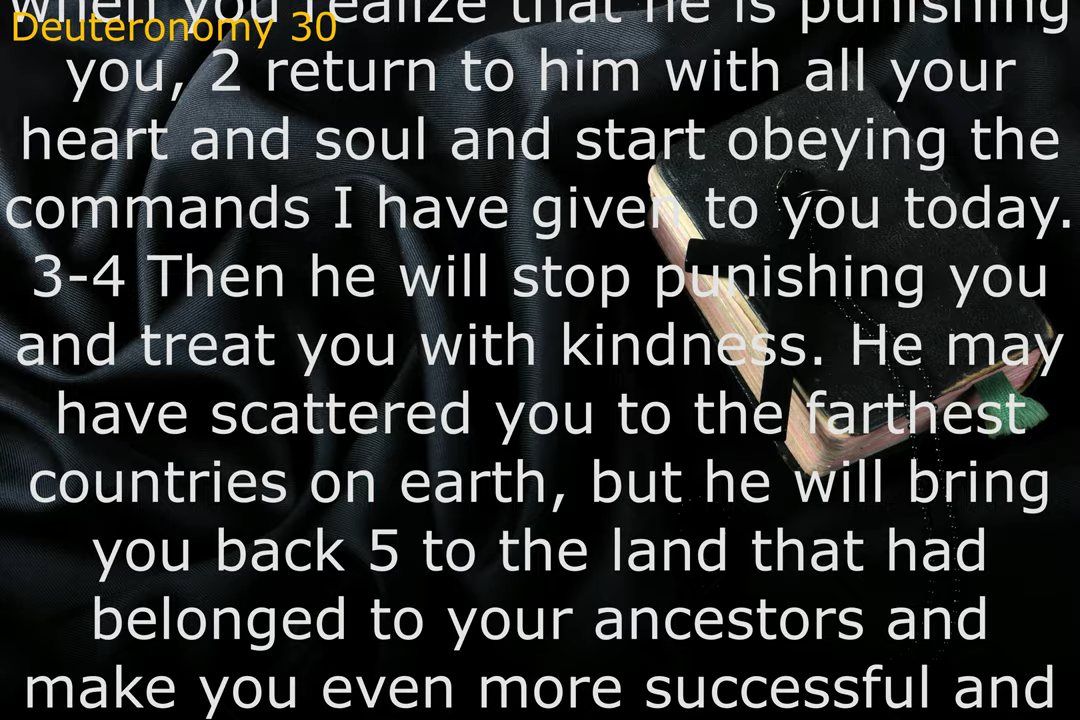 when you realize that he is punishing
Deuteronomy 30
you, 2 return to him with all your
heart and soul and start obeying the
commands I have given to you today.
3-4 Then he will stop punishing you
and treat you with kindness. He may
have scattered you to the farthest
countries on earth, but he will bring
you back 5 to the land that had
belonged to your ancestors and
make you even more successful and